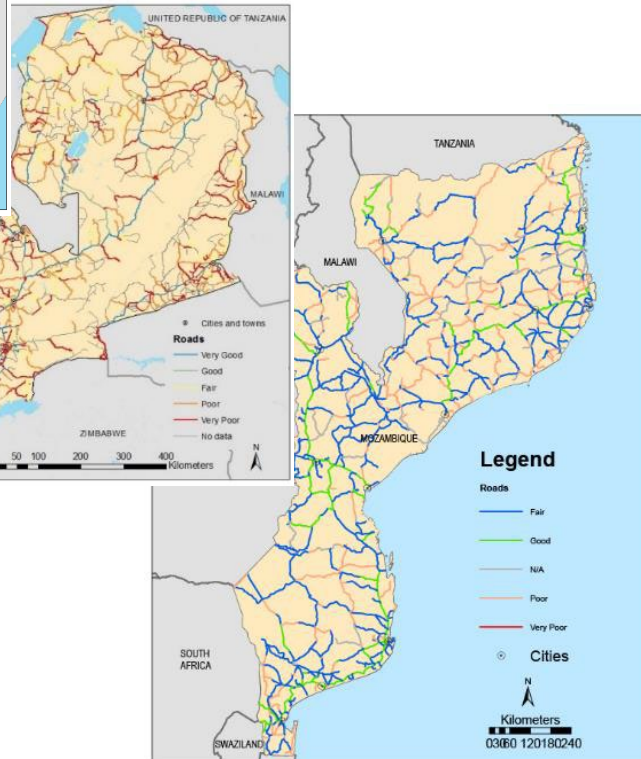 UNITED REPUBLIC OF TANZANIA
MALAWI
Cities and towns
Roads
Very Good
Good
Fair
Poor
Very Poor
No data
ZIMBABWE
50 100 200 300 400
Kilometers
N
TANZANIA
MALAWI
MOZAMBIQUE
SOUTH
AFRICA
SWAZILAND
Legend
Roads
Fair
Good
N/A
Poor
Very Poor
Cities
N
Kilometers
03060 120180240